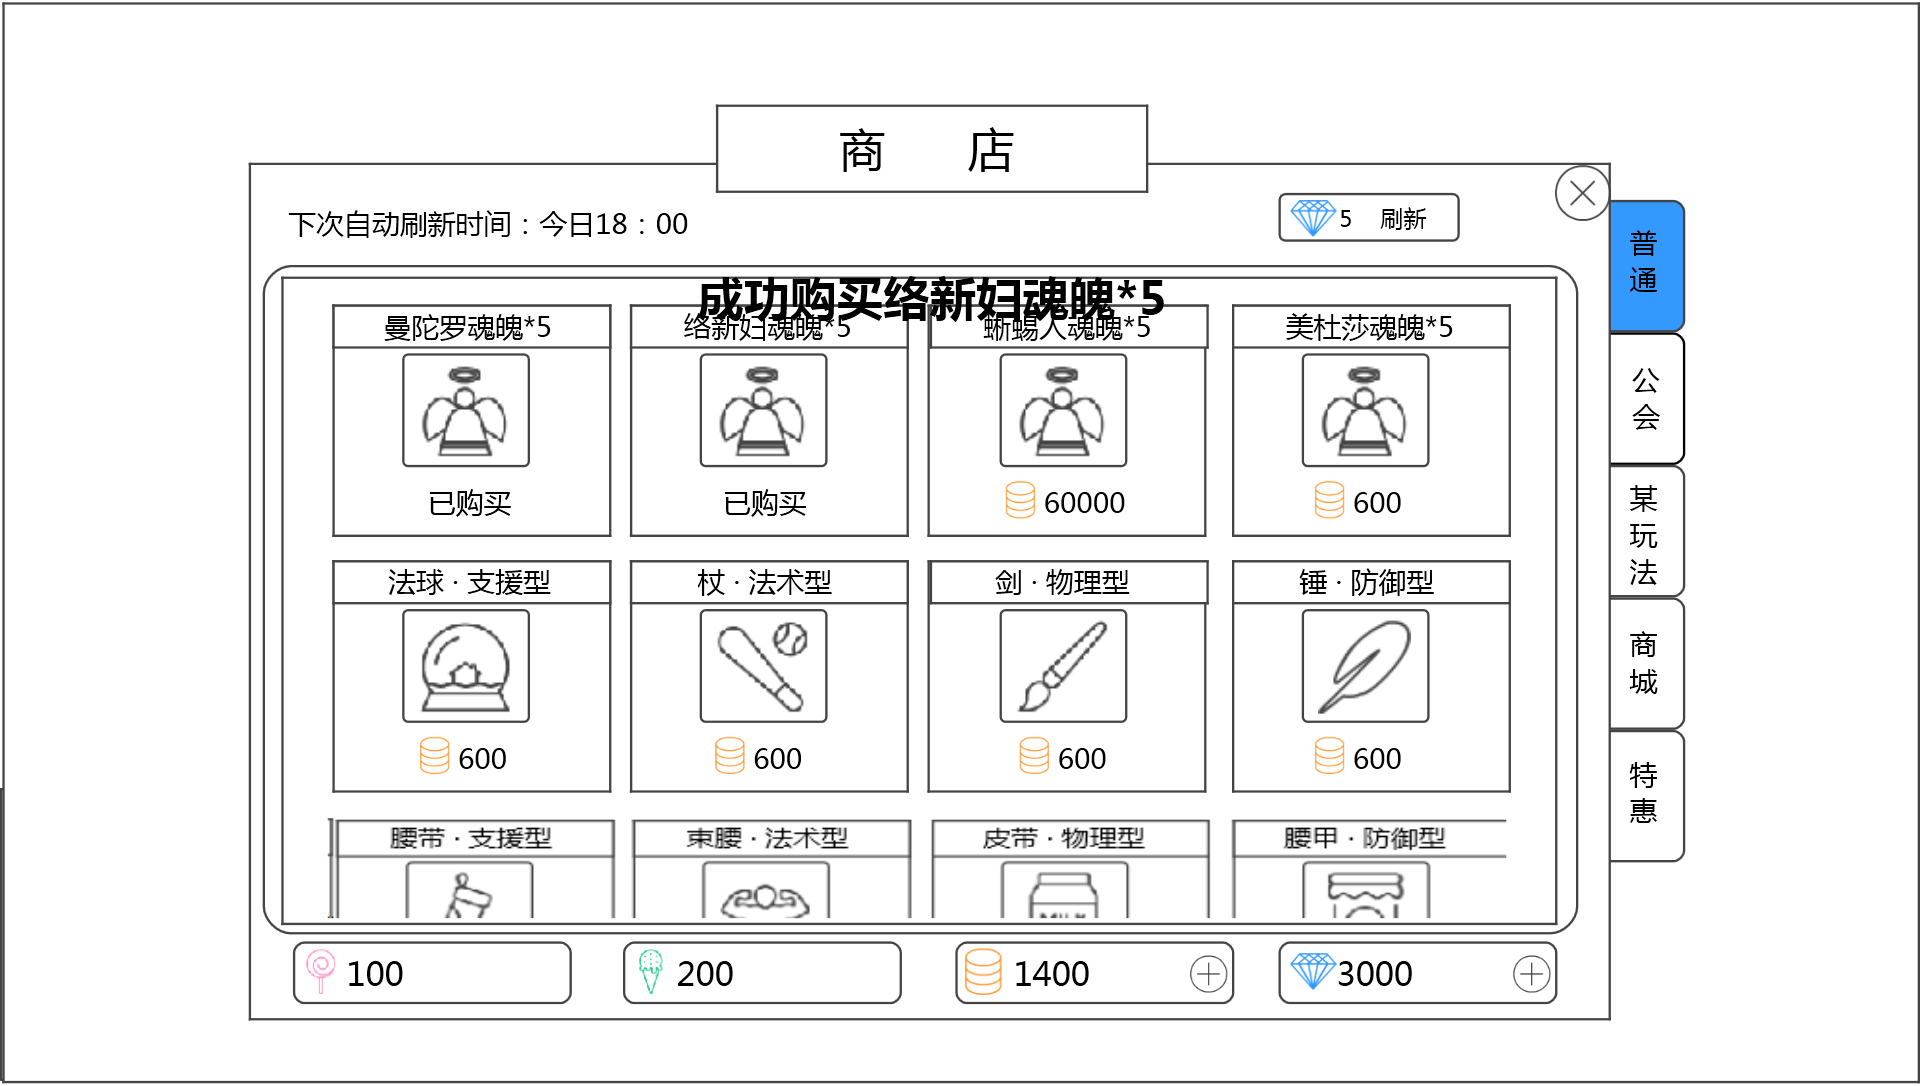 商 店
下次自动刷新时间：今日18：00
5 刷新
成功购买络新妇魂魄*5
曼陀罗魂魄*5
络新妇魂魄*5
蜥蜴人魂魄*5
美杜莎魂魄*5
已购买
已购买
60000
600
法球·支援型
杖·法术型
剑·物理型
锤·防御型
600
600
600
600
腰带·支援型
束腰·法术型
皮带·物理型
腰甲·防御型
MILK
100
200
1400
3000
普通
公会
某玩法
商城
特惠